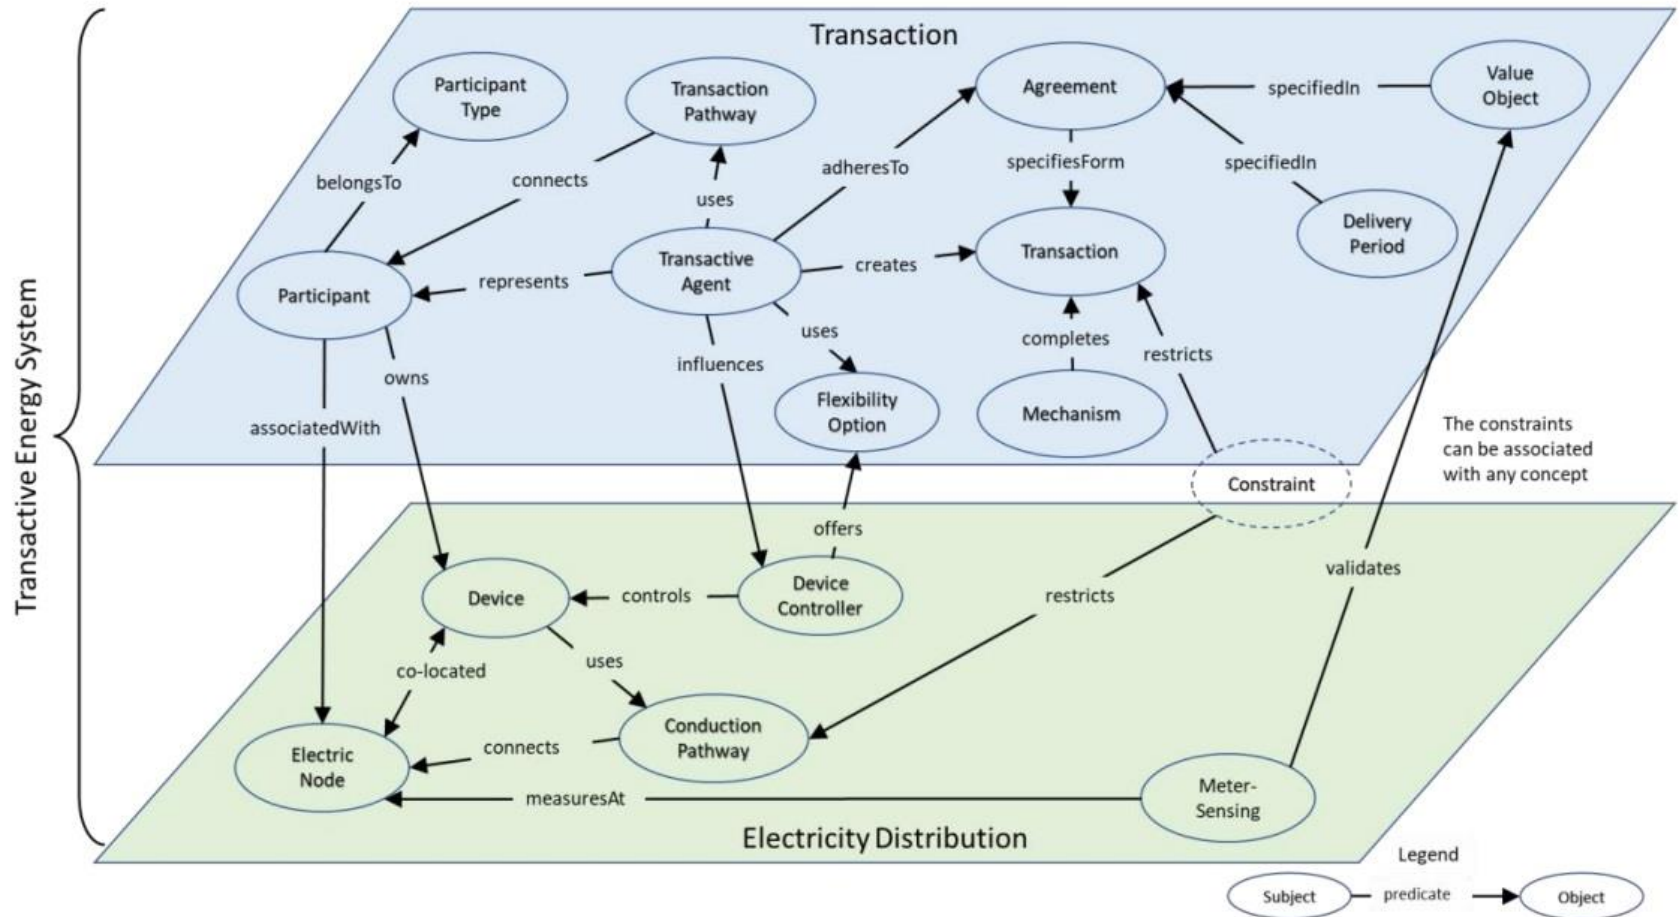 Transaction
Participant
Type
Transaction
Pathway
Agreement
specifiedIn
Value
Object
belongsTo
connects
uses
adheresTo
specifiesForm
specifiedIn
Delivery
Period
Participant
represents
Transactive
Agent
creates
Transaction
Transactive Energy System
owns
influences
uses
completes
restricts
associatedWith
Flexibility
Option
Mechanism
The constraints
can be associated
with any concept
Constraint
offers
validates
Device
controls
Device
Controller
restricts
co-located
uses
Electric
Node
connects
Conduction
Pathway
measuresAt
Meter-
Sensing
Electricity Distribution
Legend
Subject
predicate
Object